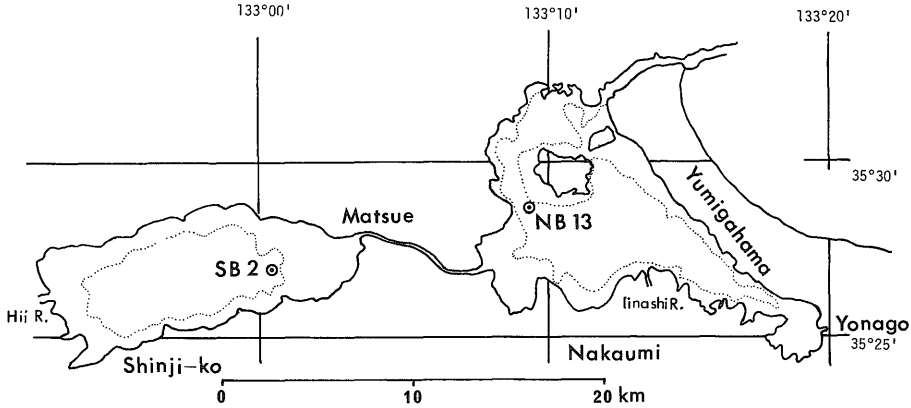 133°00'
133°10'
133°20'
35°30'
Matsue
Yumigahama
NB 13
SB 2
Hii R.
IinashiR.
Yonago
35°25'
Shinji-ko
Nakaumi
0 10 20 km